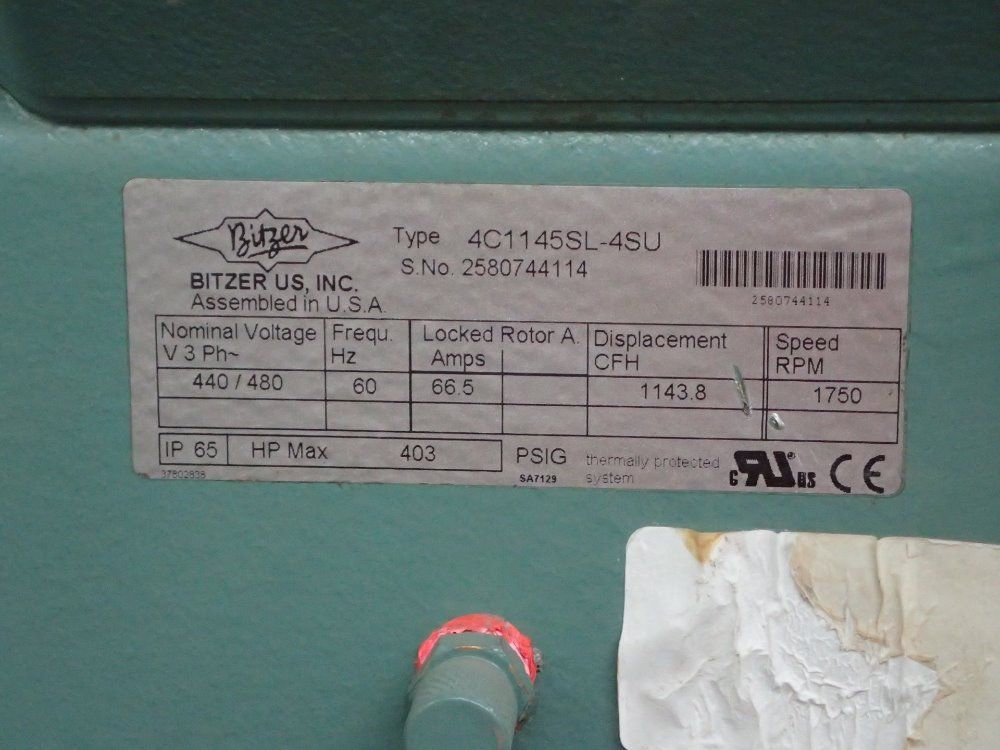 Bitzer
BITZER US, INC.
Assembled in U.S.A.
Type 4C1145SL-4SU
S.No. 2580744114
2580744114
Nominal Voltage Frequ. Locked Rotor A. Displacement Speed
V 3 Ph~ Hz Amps CFH RPM
440 / 480 60 66.5 1143.8 1750
IP 65 HP Max 403 PSIG thermally protected
37802838 SA7129 system
c RU ® US CE